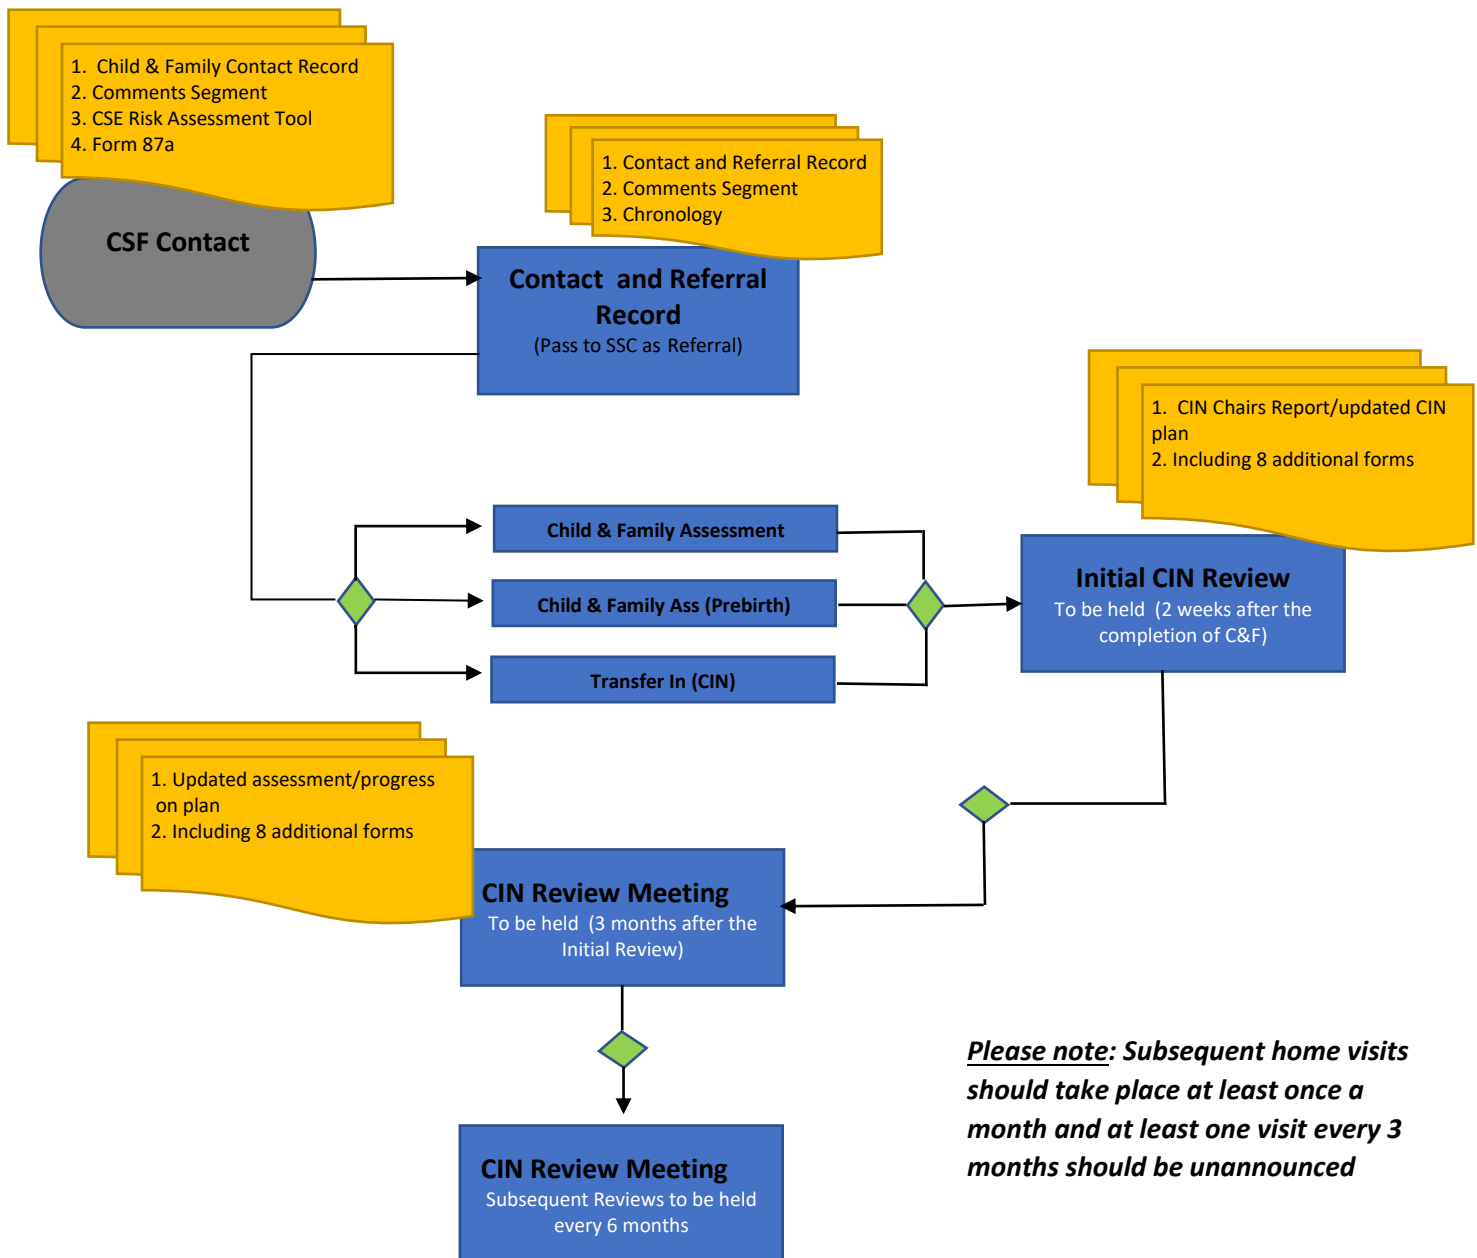 1. Child & Family Contact Record
2. Comments Segment
3. CSE Risk Assessment Tool
4. Form 87a
CSF Contact
1. Contact and Referral Record
2. Comments Segment
3. Chronology
Contact and Referral
Record
(Pass to SSC as Referral)
1. CIN Chairs Report/updated CIN
plan
2. Including 8 additional forms
Child & Family Assessment
Child & Family Ass (Prebirth)
Transfer In (CIN)
Initial CIN Review
To be held (2 weeks after the
completion of C&F)
1. Updated assessment/progress
on plan
2. Including 8 additional forms
CIN Review Meeting
To be held (3 months after the
Initial Review)
Please note: Subsequent home visits
should take place at least once a
month and at least one visit every 3
months should be unannounced
CIN Review Meeting
Subsequent Reviews to be held
every 6 months